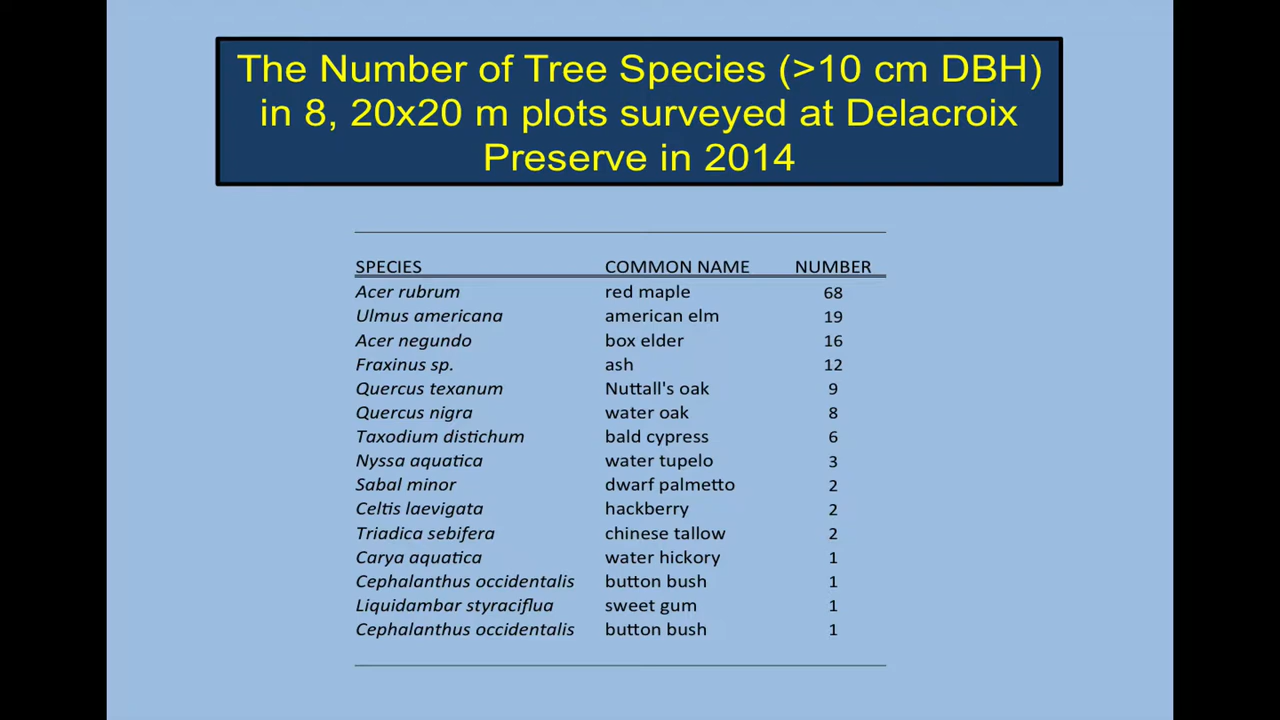 The Number of Tree Species (>10 cm DBH)
in 8, 20x20 m plots surveyed at Delacroix
Preserve in 2014
SPECIES COMMON NAME NUMBER
Acer rubrum red maple 68
Ulmus americana american elm 19
Acer negundo box elder 16
Fraxinus sp. ash 12
Quercus texanum Nuttall's oak 9
Quercus nigra water oak 8
Taxodium distichum bald cypress 6
Nyssa aquatica water tupelo 3
Sabal minor dwarf palmetto 2
Celtis laevigata hackberry 2
Triadica sebifera chinese tallow 2
Carya aquatica water hickory 1
Cephalanthus occidentalis button bush 1
Liquidambar styraciflua sweet gum 1
Cephalanthus occidentalis button bush 1